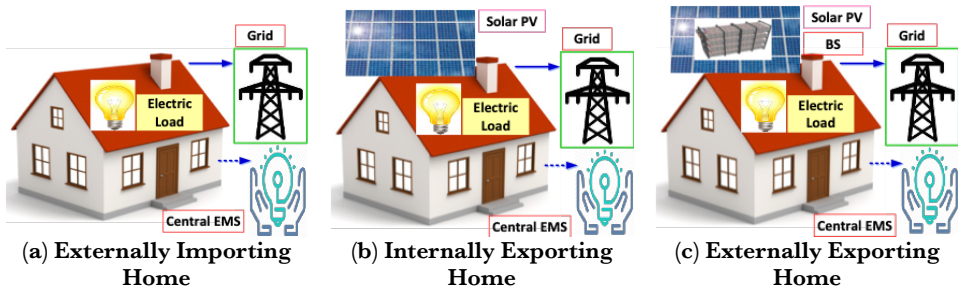 Grid
Electric
Load
Central EMS
(a) Externally Importing
Home
Solar PV
Grid
Electric
Load
Central EMS
(b) Internally Exporting
Home
Solar PV
BS
Grid
Electric
Load
Central EMS
(c) Externally Exporting
Home